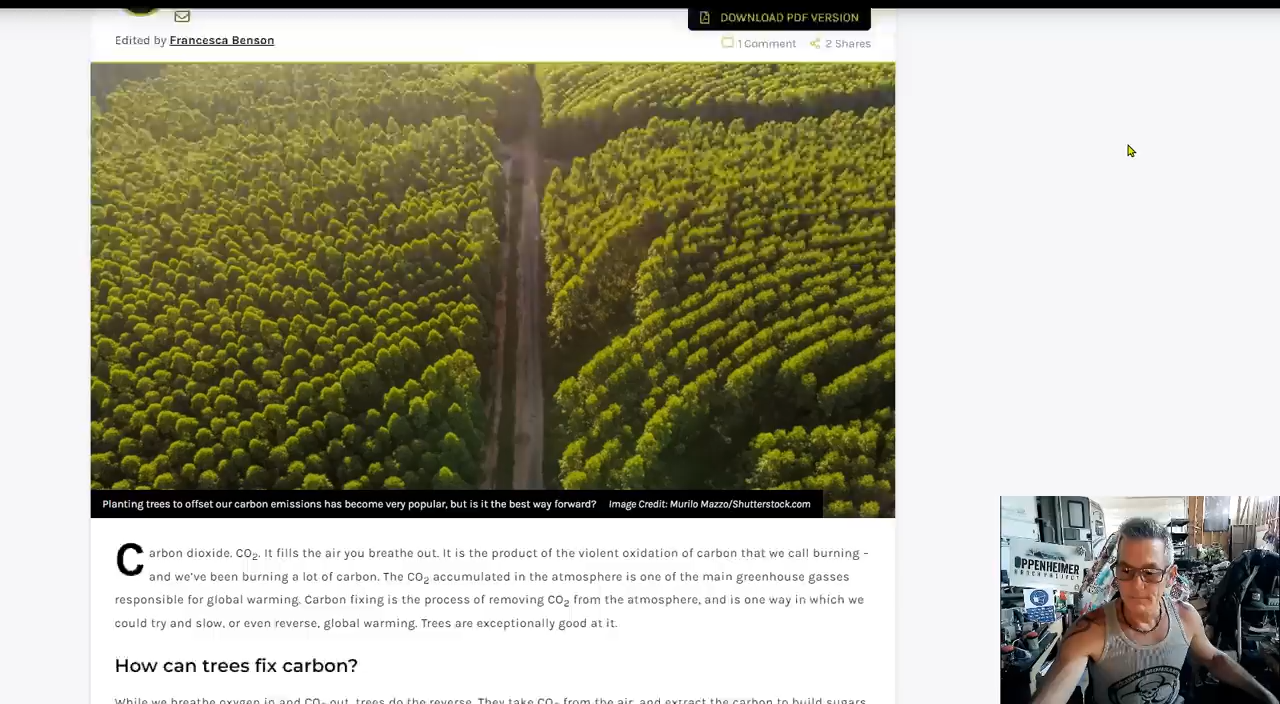 DOWNLOAD PDF VERSION
Edited by Francesca Benson
1 Comment 2 Shares
Planting trees to offset our carbon emissions has become very popular, but is it the best way forward? Image Credit: Murilo Mazzo/Shutterstock.com
Carbon dioxide. CO₂. It fills the air you breathe out. It is the product of the violent oxidation of carbon that we call burning –
and we've been burning a lot of carbon. The CO₂ accumulated in the atmosphere is one of the main greenhouse gasses
responsible for global warming. Carbon fixing is the process of removing CO₂ from the atmosphere, and is one way in which we
could try and slow, or even reverse, global warming. Trees are exceptionally good at it.
How can trees fix carbon?
While we breathe oxygen in and CO₂ out, trees do the reverse. They take CO₂ from the air, and extract the carbon to build sugars
OPPENHEIMER